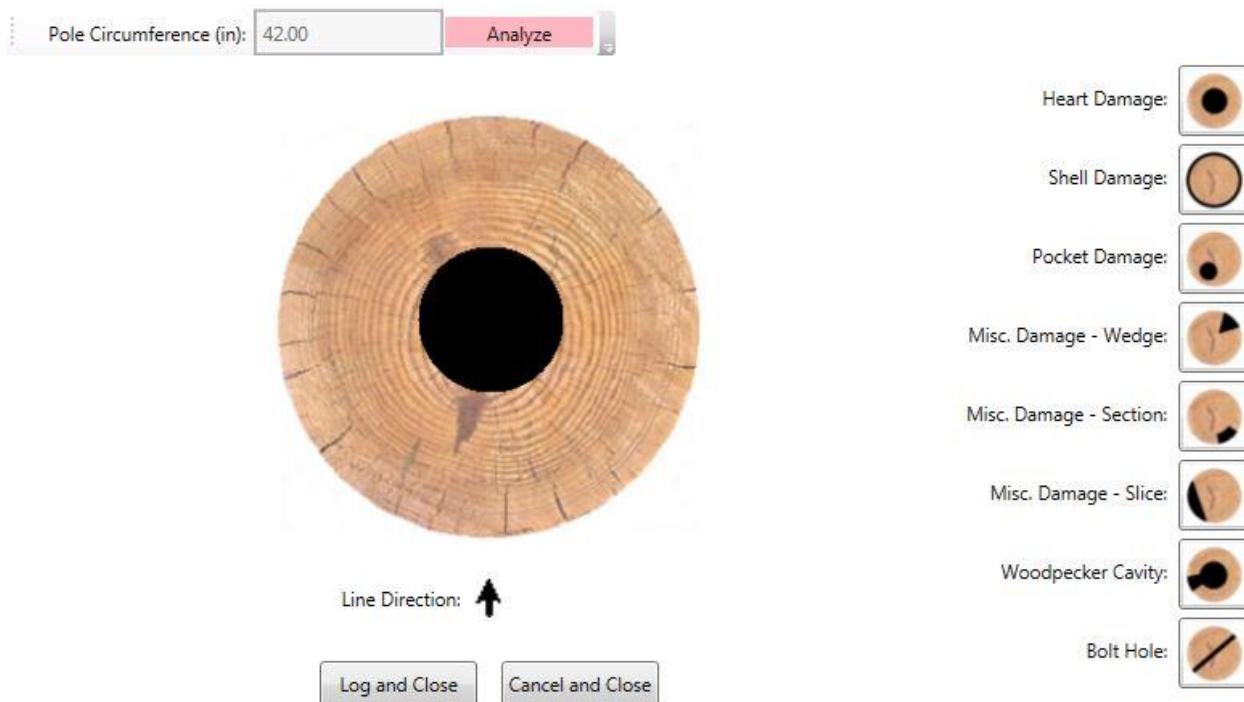 Pole Circumference (in): 42.00 Analyze
Heart Damage:
Shell Damage:
Pocket Damage:
Misc. Damage - Wedge:
Misc. Damage - Section:
Misc. Damage - Slice:
Woodpecker Cavity:
Bolt Hole:
Line Direction:
Log and Close Cancel and Close